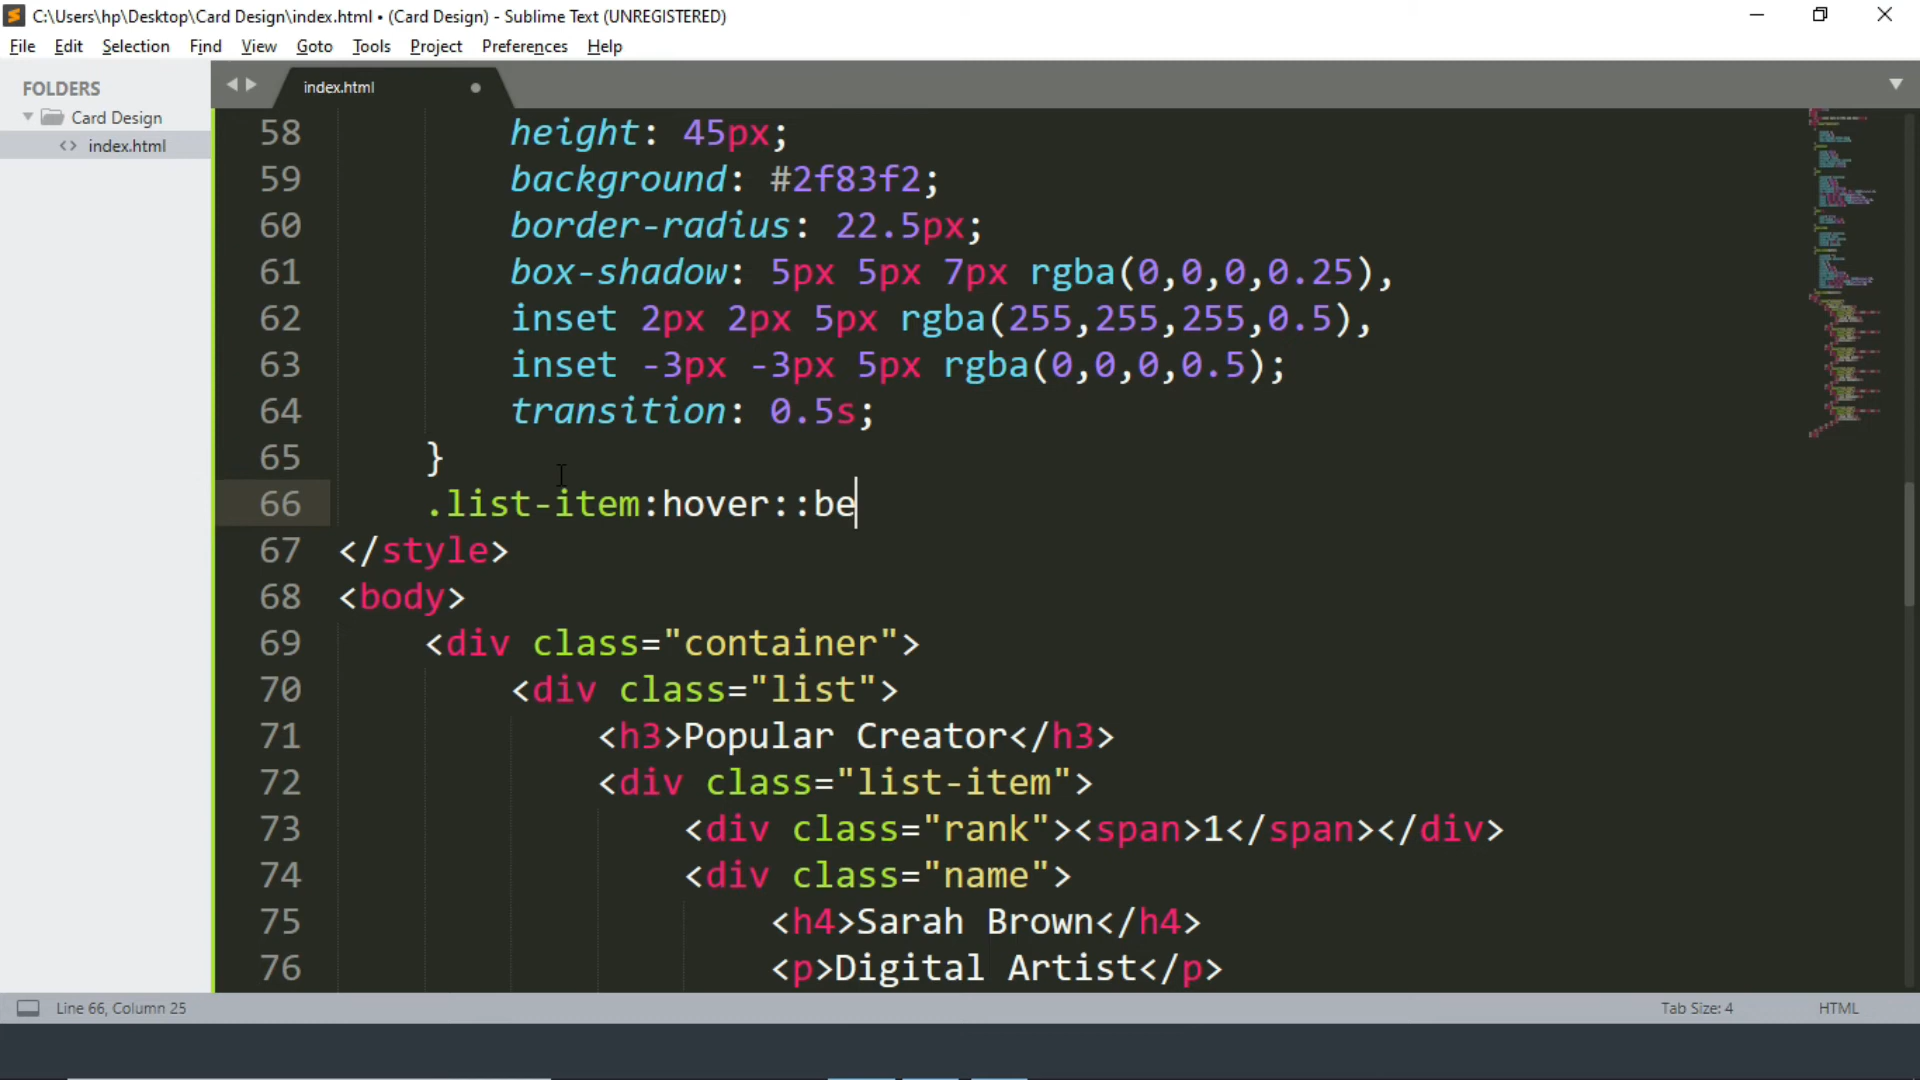 C:\Users\hp\Desktop\Card Design\index.html • (Card Design) - Sublime Text (UNREGISTERED)
File Edit Selection Find View Goto Tools Project Preferences Help
FOLDERS
Card Design
index.html
index.html
58 height: 45px;
59 background: #2f83f2;
60 border-radius: 22.5px;
61 box-shadow: 5px 5px 7px rgba(0,0,0,0.25),
62 inset 2px 2px 5px rgba(255,255,255,0.5),
63 inset -3px -3px 5px rgba(0,0,0,0.5);
64 transition: 0.5s;
65 }
66 .list-item:hover::be
67 </style>
68 <body>
69 <div class="container">
70 <div class="list">
71 <h3>Popular Creator</h3>
72 <div class="list-item">
73 <div class="rank"><span>1</span></div>
74 <div class="name">
75 <h4>Sarah Brown</h4>
76 <p>Digital Artist</p>
Line 66, Column 25
Tab Size: 4
HTML